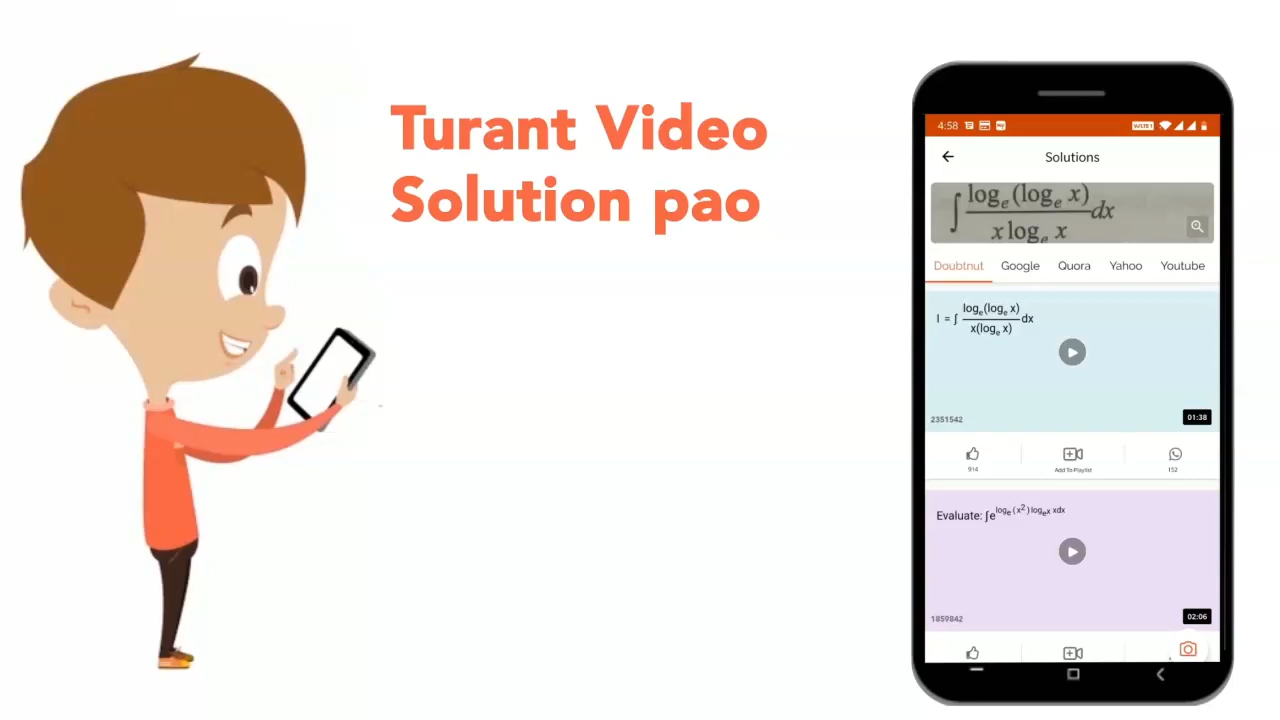 Turant Video
Solution pao
4:58
VoLTE1
Solutions
∫ logₑ(logₑ x) / x logₑ x dx
Doubtnut Google Quora Yahoo Youtube
I = ∫ logₑ(logₑ x) / x(logₑ x) dx
2351542
01:38
914 Add To Playlist 152
Evaluate: ∫e^logₑ(x²)logₑx xdx
1859842
02:06